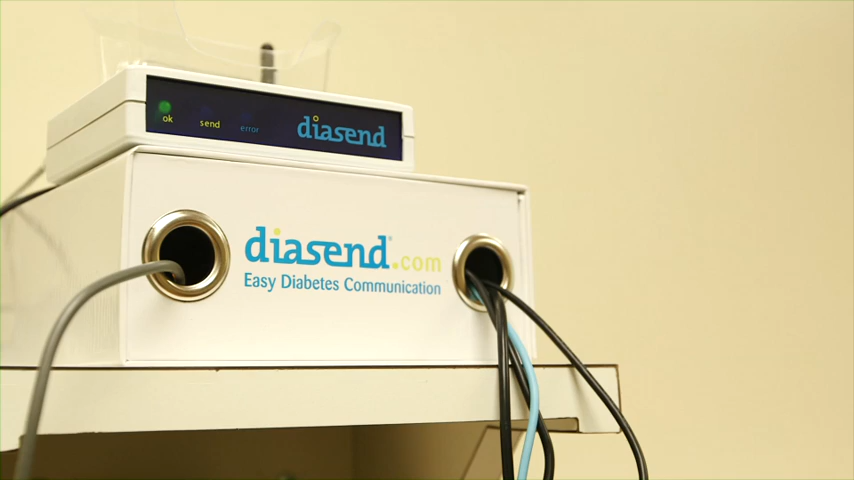 ok send error diasend
diasend®.com
Easy Diabetes Communication